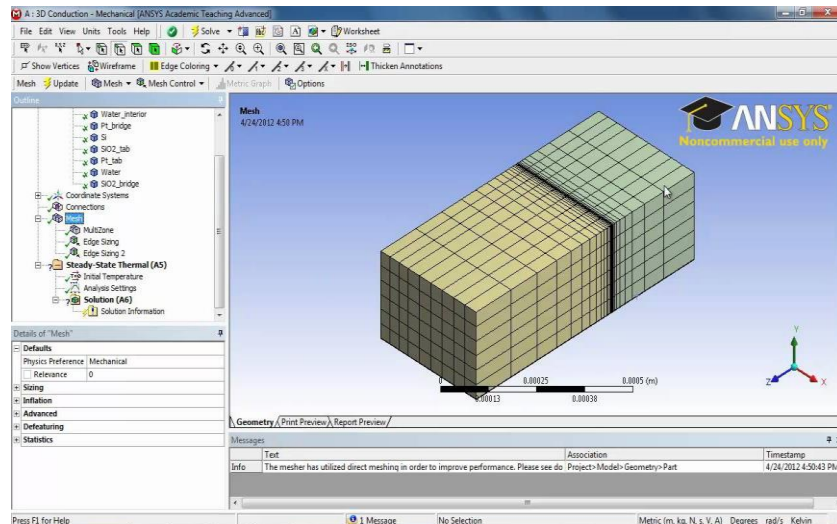 A : 3D Conduction - Mechanical [ANSYS Academic Teaching Advanced]
File Edit View Units Tools Help Solve Worksheet
Show Vertices Wireframe Edge Coloring Thicken Annotations
Mesh Update Mesh Mesh Control Metric Graph Options
Outline
Water_interior
Pt_bridge
Si
SiO2_tab
Pt_tab
Water
SiO2_bridge
Coordinate Systems
Connections
Mesh
MultiZone
Edge Sizing
Edge Sizing 2
Steady-State Thermal (A5)
Initial Temperature
Analysis Settings
Solution (A6)
Solution Information
Details of "Mesh"
Defaults
Physics Preference Mechanical
Relevance 0
Sizing
Inflation
Advanced
Defeaturing
Statistics
Mesh
4/24/2012 4:50 PM
ANSYS
Noncommercial use only
0 0.00025 0.0005 (m)
0.00013 0.00038
Y
Z X
Geometry Print Preview Report Preview
Messages
Text Association Timestamp
Info The mesher has utilized direct meshing in order to improve performance. Please see do Project>Model>Geometry>Part 4/24/2012 4:50:43 PM
Press F1 for Help 1 Message No Selection Metric (m, kg, N, s, V, A) Degrees rad/s Kelvin